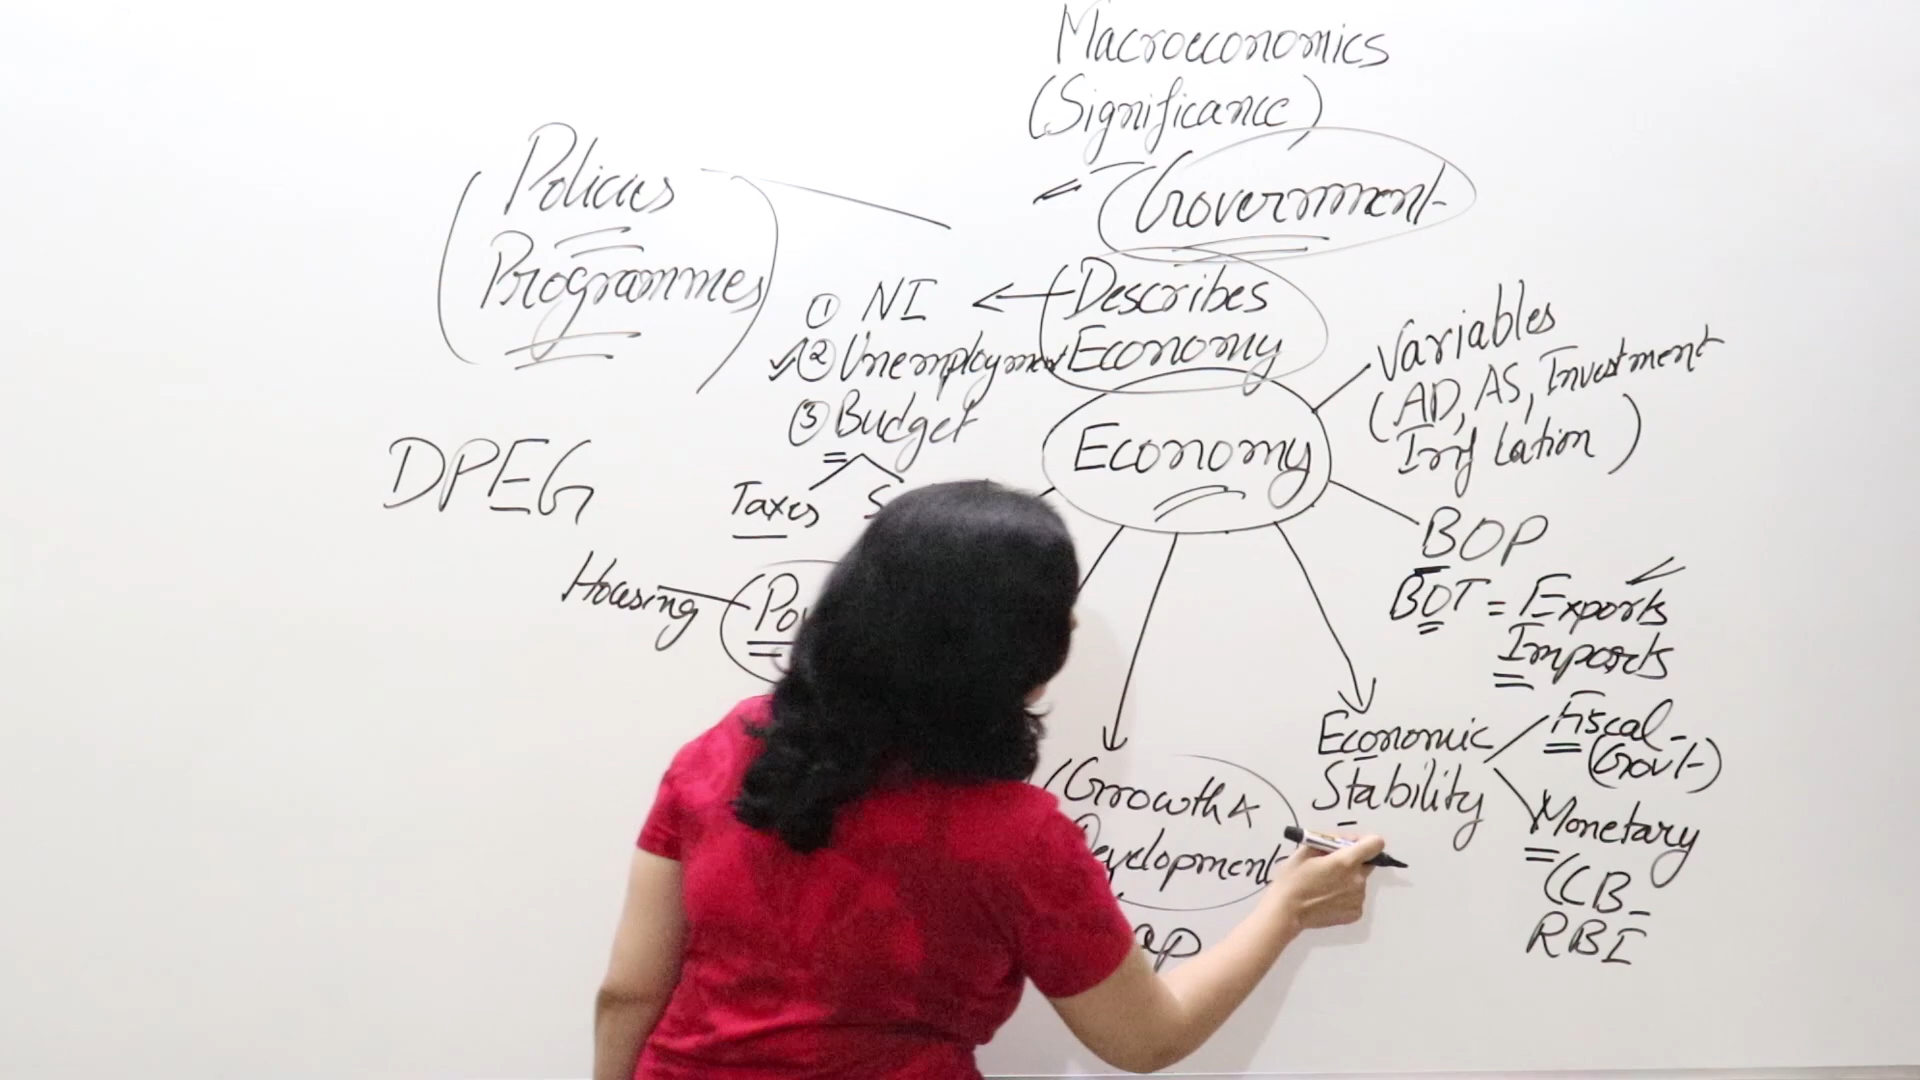 Macroeconomics
(Significance)
Government
Policies
Programmes
Describes
Economy
① NI
② Unemployment
③ Budget
Taxes
Housing
DPEG
Economy
Variables
(AD, AS, Investment
Inflation)
BOP
BOT = Exports
Imports
Economic
Stability
Fiscal -
(Govt)
Monetary
(CB -
RBI
Growth &
Development